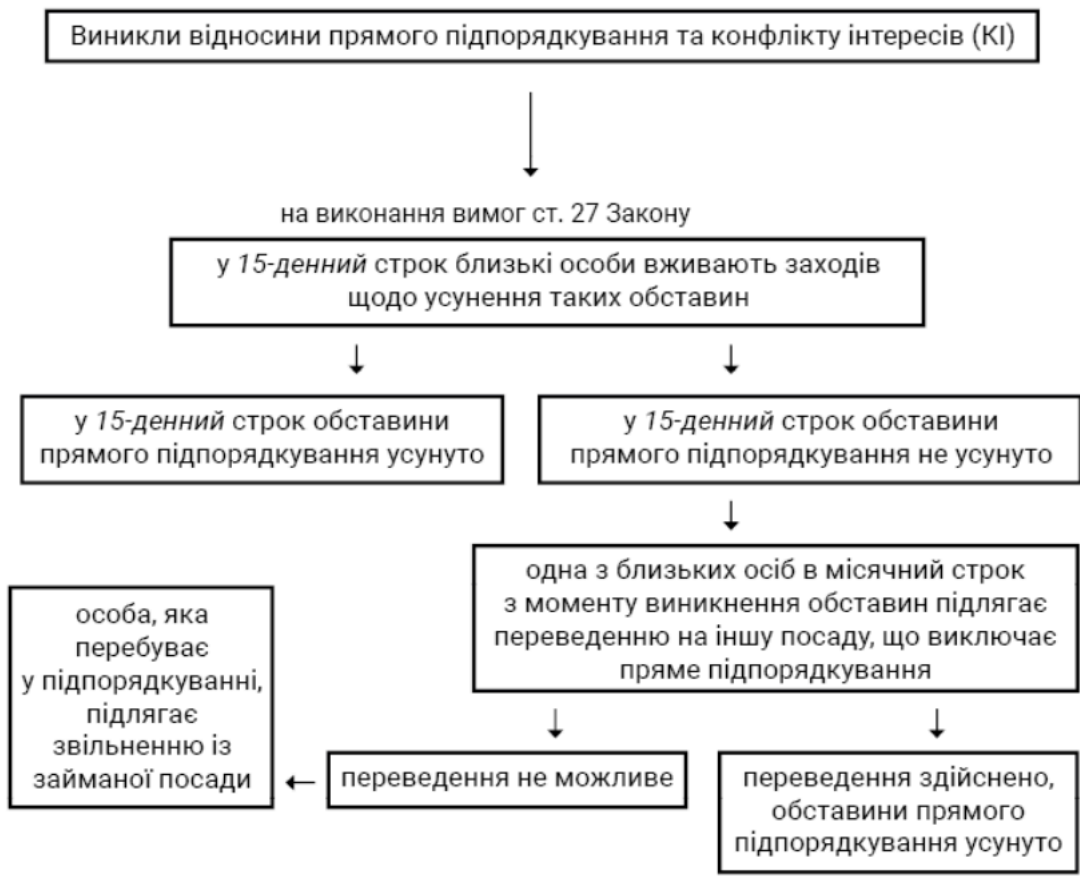 Виникли відносини прямого підпорядкування та конфлікту інтересів (КІ)
на виконання вимог ст. 27 Закону
у 15-денний строк близькі особи вживають заходів
щодо усунення таких обставин
у 15-денний строк обставини
прямого підпорядкування усунуто
у 15-денний строк обставини
прямого підпорядкування не усунуто
одна з близьких осіб в місячний строк
з моменту виникнення обставин підлягає
переведенню на іншу посаду, що виключає
пряме підпорядкування
особа, яка
перебуває
у підпорядкуванні,
підлягає
звільненню із
займаної посади
переведення не можливе
переведення здійснено,
обставини прямого
підпорядкування усунуто